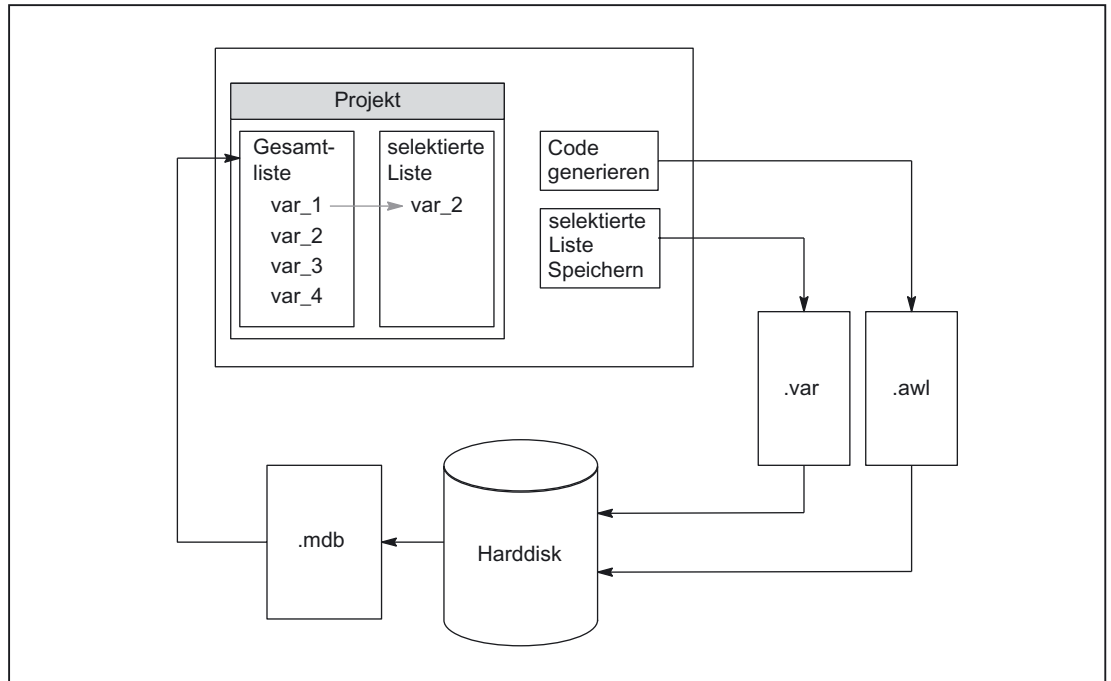 Projekt
Gesamt-
liste
var_1
var_2
var_3
var_4
selektierte
Liste
var_2
Code
generieren
selektierte
Liste
Speichern
.var
.awl
.mdb
Harddisk